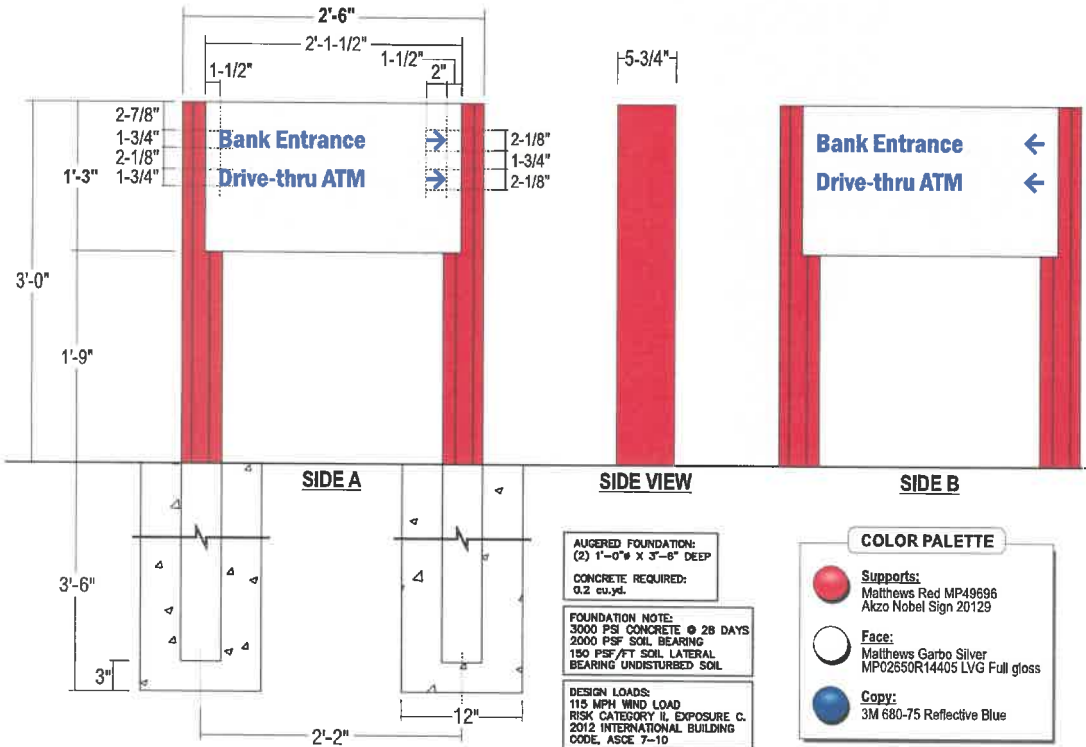 2'-6"
2'-1-1/2"
1-1/2"
1-1/2"
2"
5-3/4"
2-7/8"
1-3/4"
2-1/8"
1-3/4"
Bank Entrance →
Drive-thru ATM →
2-1/8"
1-3/4"
2-1/8"
Bank Entrance ←
Drive-thru ATM ←
1'-3"
3'-0"
1'-9"
SIDE A
SIDE VIEW
SIDE B
3'-6"
3"
12"
2'-2"
AUGERED FOUNDATION:
(2) 1'-0"ø X 3'-6" DEEP
CONCRETE REQUIRED:
0.2 cu.yd.
FOUNDATION NOTE:
3000 PSI CONCRETE @ 28 DAYS
2000 PSF SOIL BEARING
150 PSF/FT SOIL LATERAL
BEARING UNDISTURBED SOIL
DESIGN LOADS:
115 MPH WIND LOAD
RISK CATEGORY II, EXPOSURE C.
2012 INTERNATIONAL BUILDING
CODE, ASCE 7-10
COLOR PALETTE
Supports:
Matthews Red MP49696
Akzo Nobel Sign 20129
Face:
Matthews Garbo Silver
MP02650R14405 LVG Full gloss
Copy:
3M 680-75 Reflective Blue